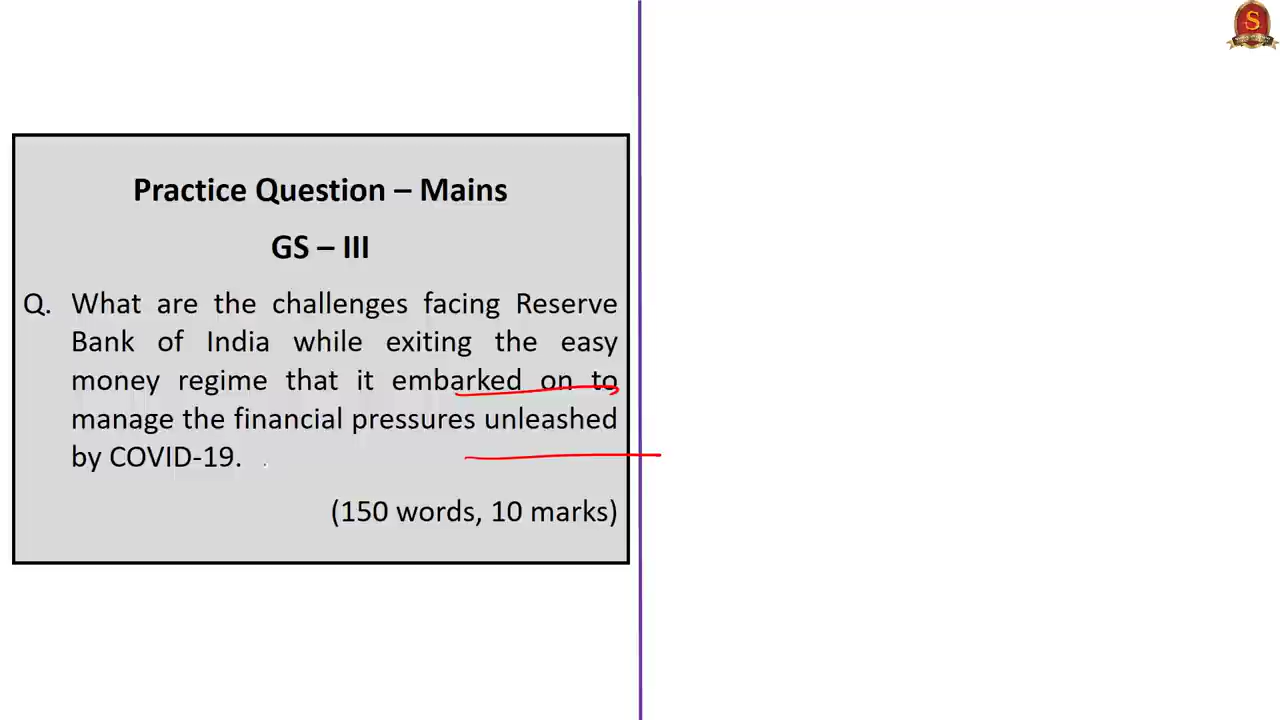 S
Practice Question – Mains
GS – III
Q. What are the challenges facing Reserve
Bank of India while exiting the easy
money regime that it embarked on to
manage the financial pressures unleashed
by COVID-19.
(150 words, 10 marks)